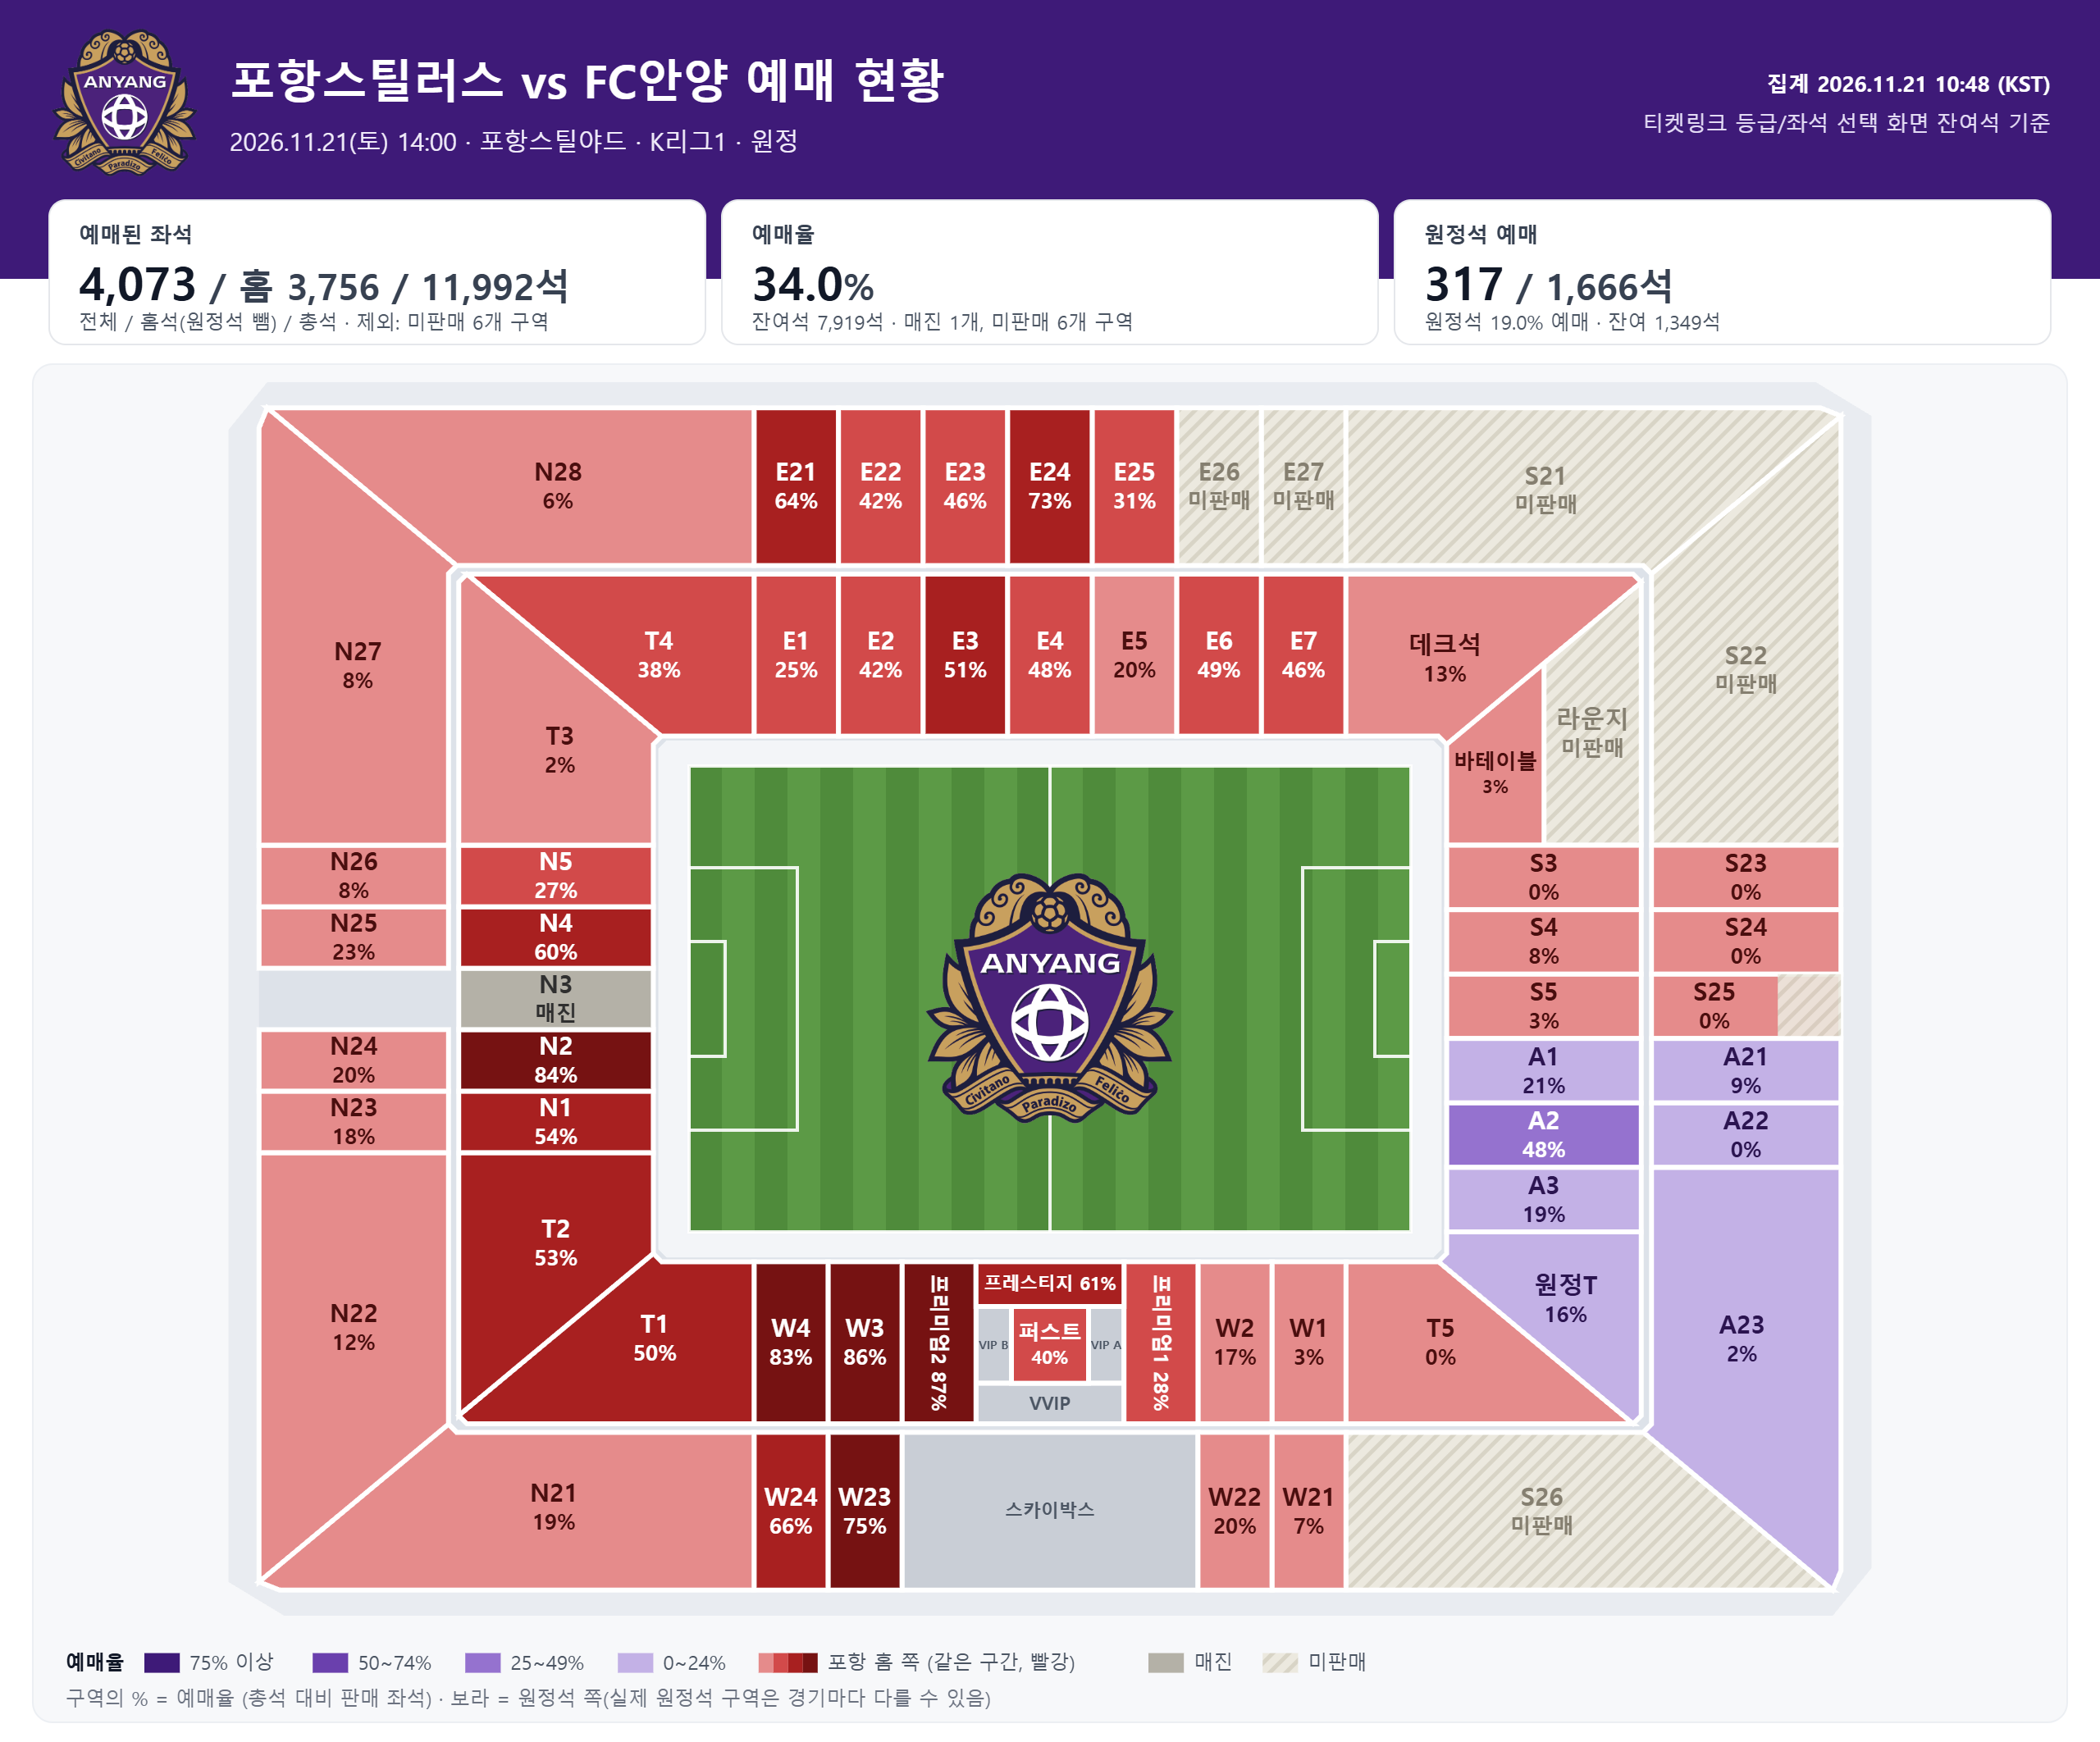 ANYANG
Civitano
Paradizo
Feliĉo
포항스틸러스 vs FC안양 예매 현황
2026.11.21(토) 14:00 · 포항스틸야드 · K리그1 · 원정
집계 2026.11.21 10:48 (KST)
티켓링크 등급/좌석 선택 화면 잔여석 기준
예매된 좌석
4,073 / 홈 3,756 / 11,992석
전체 / 홈석(원정석 뺌) / 총석 · 제외: 미판매 6개 구역
예매율
34.0%
잔여석 7,919석 · 매진 1개, 미판매 6개 구역
원정석 예매
317 / 1,666석
원정석 19.0% 예매 · 잔여 1,349석
N28
6%
E21
64%
E22
42%
E23
46%
E24
73%
E25
31%
E26
미판매
E27
미판매
S21
미판매
N27
8%
T3
2%
T4
38%
E1
25%
E2
42%
E3
51%
E4
48%
E5
20%
E6
49%
E7
46%
데크석
13%
바테이블
3%
라운지
미판매
S22
미판매
N26
8%
N5
27%
S3
0%
S23
0%
N25
23%
N4
60%
S4
8%
S24
0%
N3
매진
S5
3%
S25
0%
N24
20%
N2
84%
A1
21%
A21
9%
N23
18%
N1
54%
A2
48%
A22
0%
A3
19%
ANYANG
Civitano
Paradizo
Feliĉo
N22
12%
T2
53%
T1
50%
W4
83%
W3
86%
프리미엄2 87%
프레스티지 61%
VIP B
퍼스트
40%
VIP A
VVIP
프리미엄1 28%
W2
17%
W1
3%
T5
0%
원정T
16%
A23
2%
N21
19%
W24
66%
W23
75%
스카이박스
W22
20%
W21
7%
S26
미판매
예매율 75% 이상 50~74% 25~49% 0~24% 포항 홈 쪽 (같은 구간, 빨강) 매진 미판매
구역의 % = 예매율 (총석 대비 판매 좌석) · 보라 = 원정석 쪽(실제 원정석 구역은 경기마다 다를 수 있음)